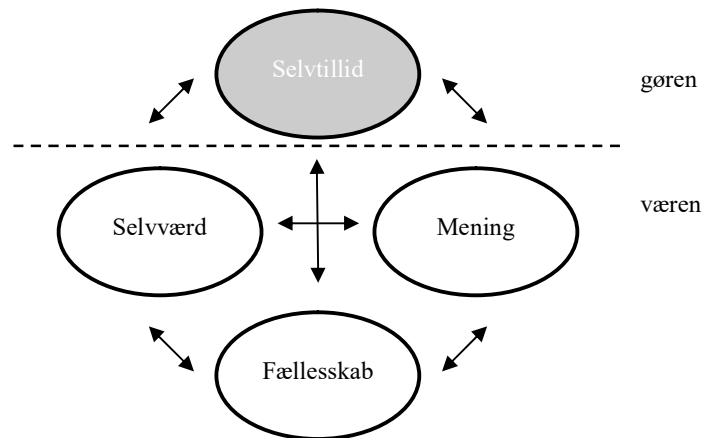 Selvtillid
gøren
væren
Selvværd
Mening
Fællesskab